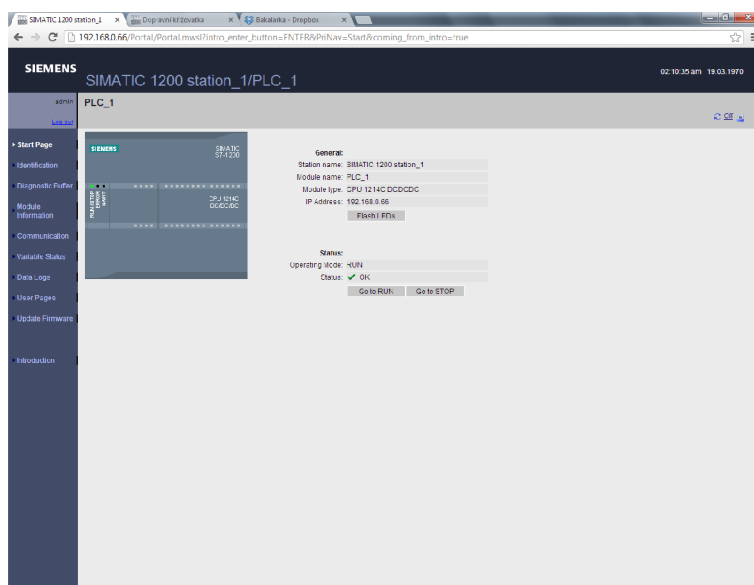 SIMATIC 1200 station_1
Dopravní křižovatka
Bakalarka - Dropbox
192.168.0.66/Portal/Portal.mwsl?intro_enter_button=ENTER&PriNav=Start&coming_from_intro=true
SIEMENS
SIMATIC 1200 station_1/PLC_1
02:10:35 am 19.03.1970
admin
Log out
PLC_1
Off
Start Page
Identification
Diagnostic Buffer
Module
Information
Communication
Variable Status
Data Logs
User Pages
Update Firmware
Introduction
SIEMENS
SIMATIC
S7-1200
RUN/STOP
ERROR
MAINT
CPU 1214C
DC/DC/DC
General:
Station name: SIMATIC 1200 station_1
Module name: PLC_1
Module type: CPU 1214C DCDCDC
IP Address: 192.168.0.66
Flash LEDs
Status:
Operating Mode: RUN
Status: ✔ OK
Go to RUN Go to STOP